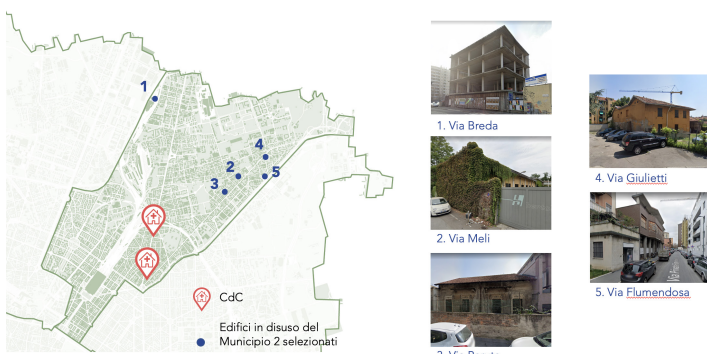 1
4
2
5
3
CdC
Edifici in disuso del
Municipio 2 selezionati
1. Via Breda
2. Via Meli
4. Via Giulietti
5. Via Flumendosa